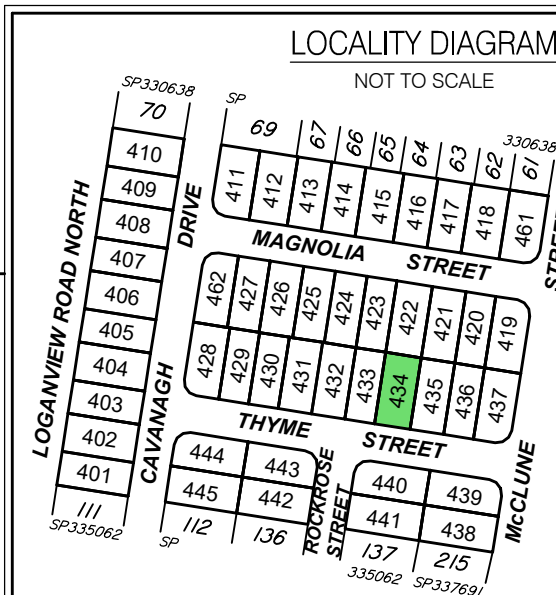 LOCALITY DIAGRAM
NOT TO SCALE
SP330638
70
410
409
408
407
406
405
404
403
402
401
111
SP335062
LOGANVIEW ROAD NORTH
CAVANAGH DRIVE
SP 330638
69 67 66 65 64 63 62 61
411 412 413 414 415 416 417 418 461
MAGNOLIA STREET
462 427 426 425 424 423 422 421 420 419
428 429 430 431 432 433 434 435 436 437
THYME STREET
444 443
445 442
112 136
SP 335062
ROCKROSE STREET
440 439
441 438
137 215
SP337691
McCLUNE STREET